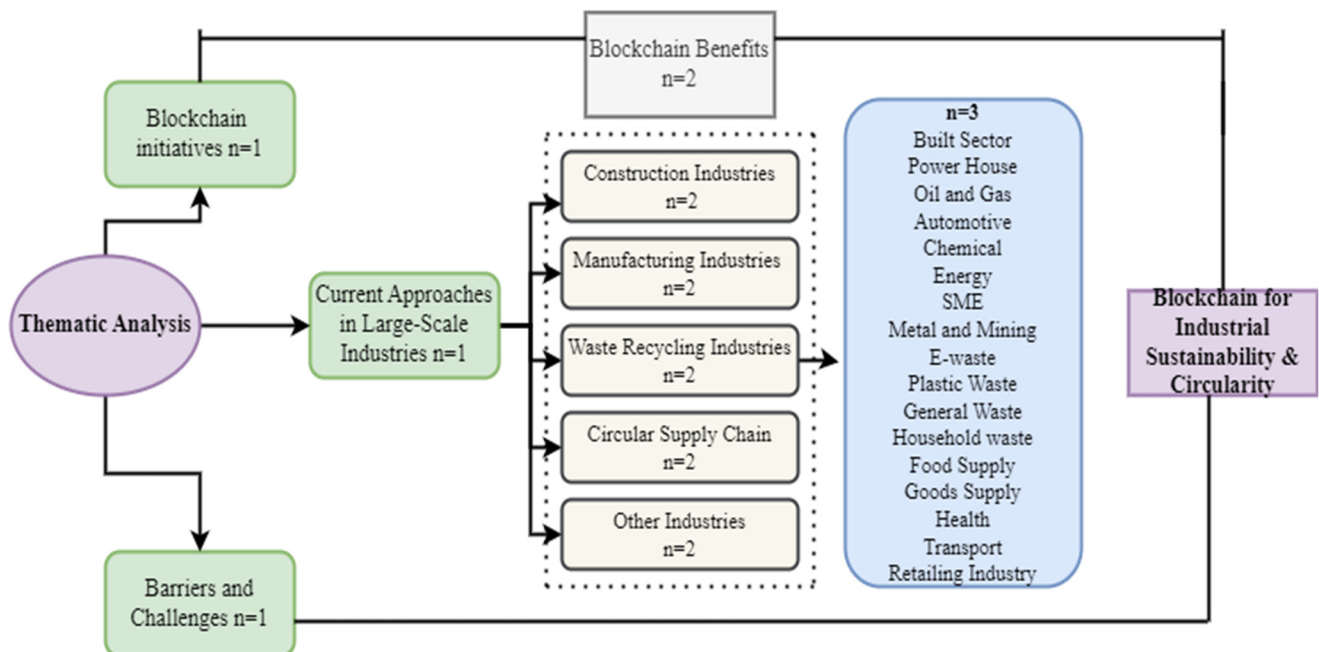 Blockchain Benefits
n=2
Blockchain
initiatives n=1
Thematic Analysis
Current Approaches
in Large-Scale
Industries n=1
Barriers and
Challenges n=1
Construction Industries
n=2
Manufacturing Industries
n=2
Waste Recycling Industries
n=2
Circular Supply Chain
n=2
Other Industries
n=2
n=3
Built Sector
Power House
Oil and Gas
Automotive
Chemical
Energy
SME
Metal and Mining
E-waste
Plastic Waste
General Waste
Household waste
Food Supply
Goods Supply
Health
Transport
Retailing Industry
Blockchain for
Industrial
Sustainability &
Circularity